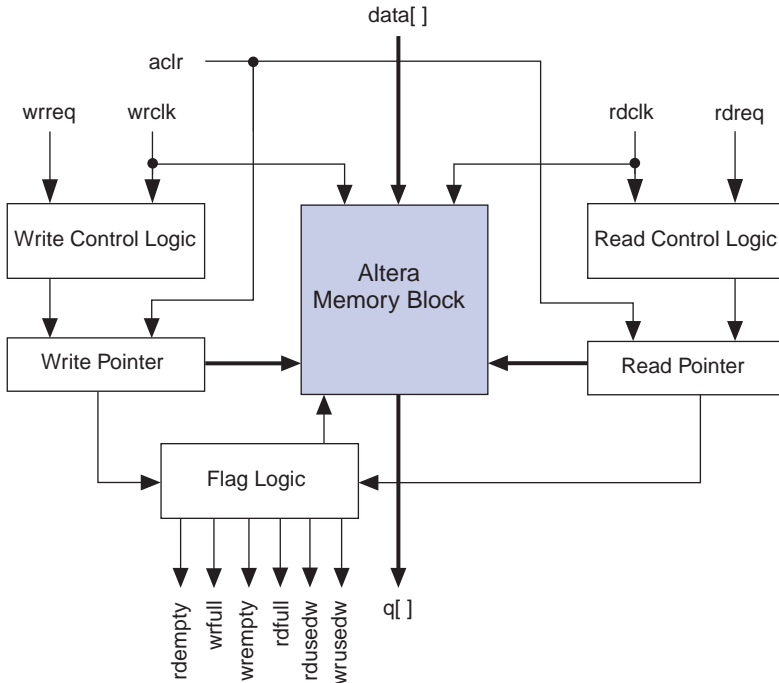 data[ ]
aclr
wrreq
wrclk
rdclk
rdreq
Write Control Logic
Altera
Memory Block
Read Control Logic
Write Pointer
Read Pointer
Flag Logic
rdempty
wrfull
wrempty
rdfull
rdusedw
wrusedw
q[ ]